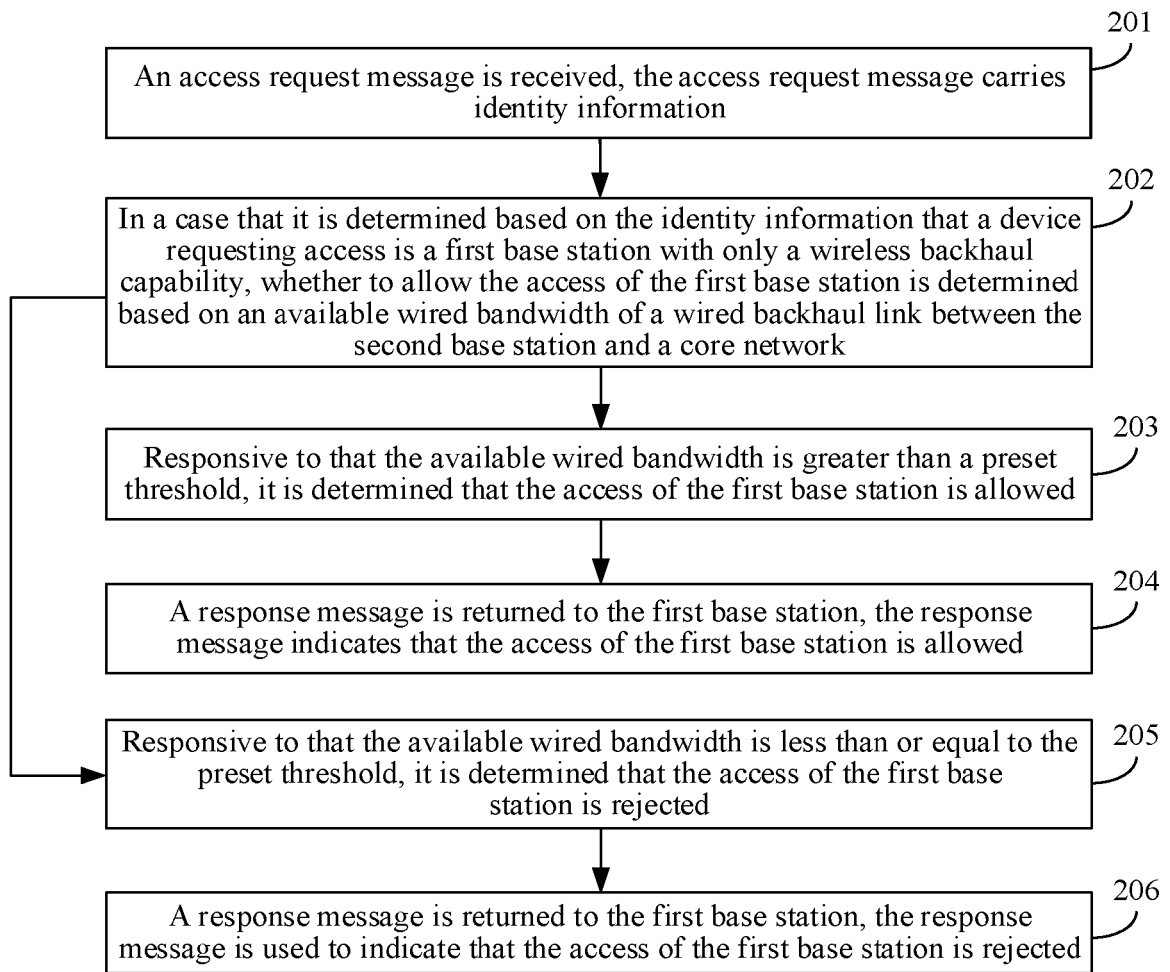 201
An access request message is received, the access request message carries
identity information
202
In a case that it is determined based on the identity information that a device
requesting access is a first base station with only a wireless backhaul
capability, whether to allow the access of the first base station is determined
based on an available wired bandwidth of a wired backhaul link between the
second base station and a core network
203
Responsive to that the available wired bandwidth is greater than a preset
threshold, it is determined that the access of the first base station is allowed
204
A response message is returned to the first base station, the response
message indicates that the access of the first base station is allowed
205
Responsive to that the available wired bandwidth is less than or equal to the
preset threshold, it is determined that the access of the first base
station is rejected
206
A response message is returned to the first base station, the response
message is used to indicate that the access of the first base station is rejected